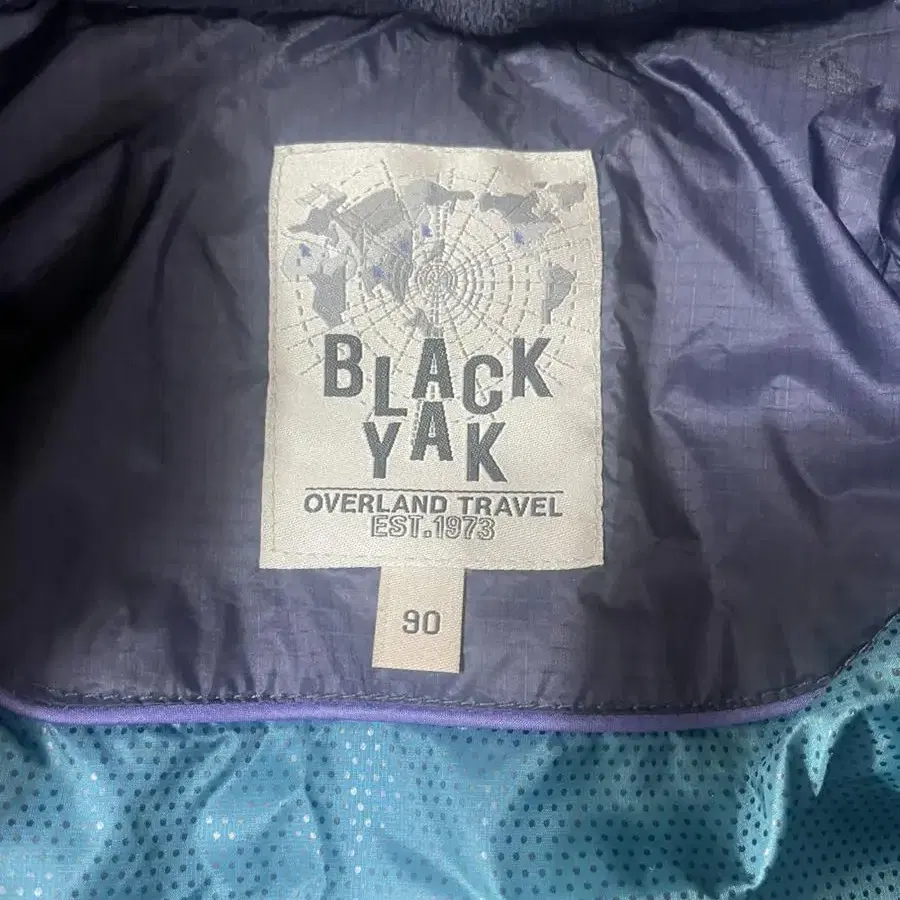 BLACK
YAK
OVERLAND TRAVEL
EST.1973
90